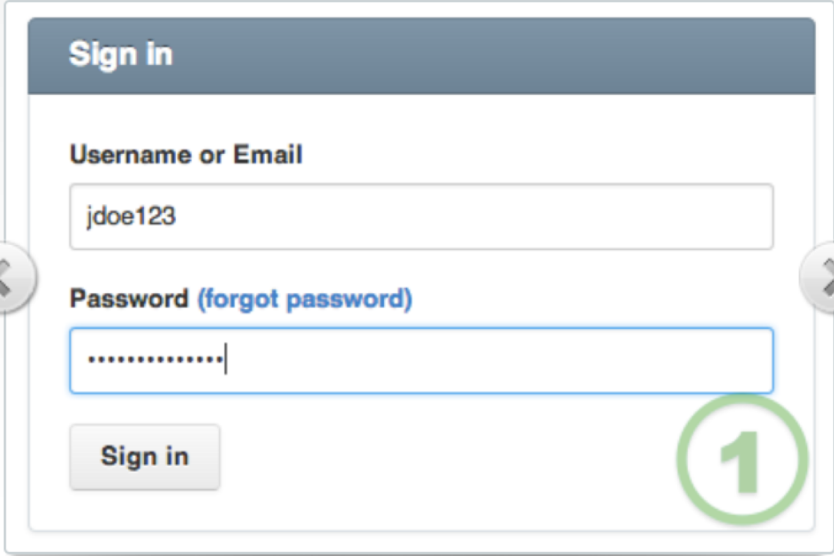 Sign in
Username or Email
jdoe123
Password (forgot password)
••••••••••••••
Sign in
1